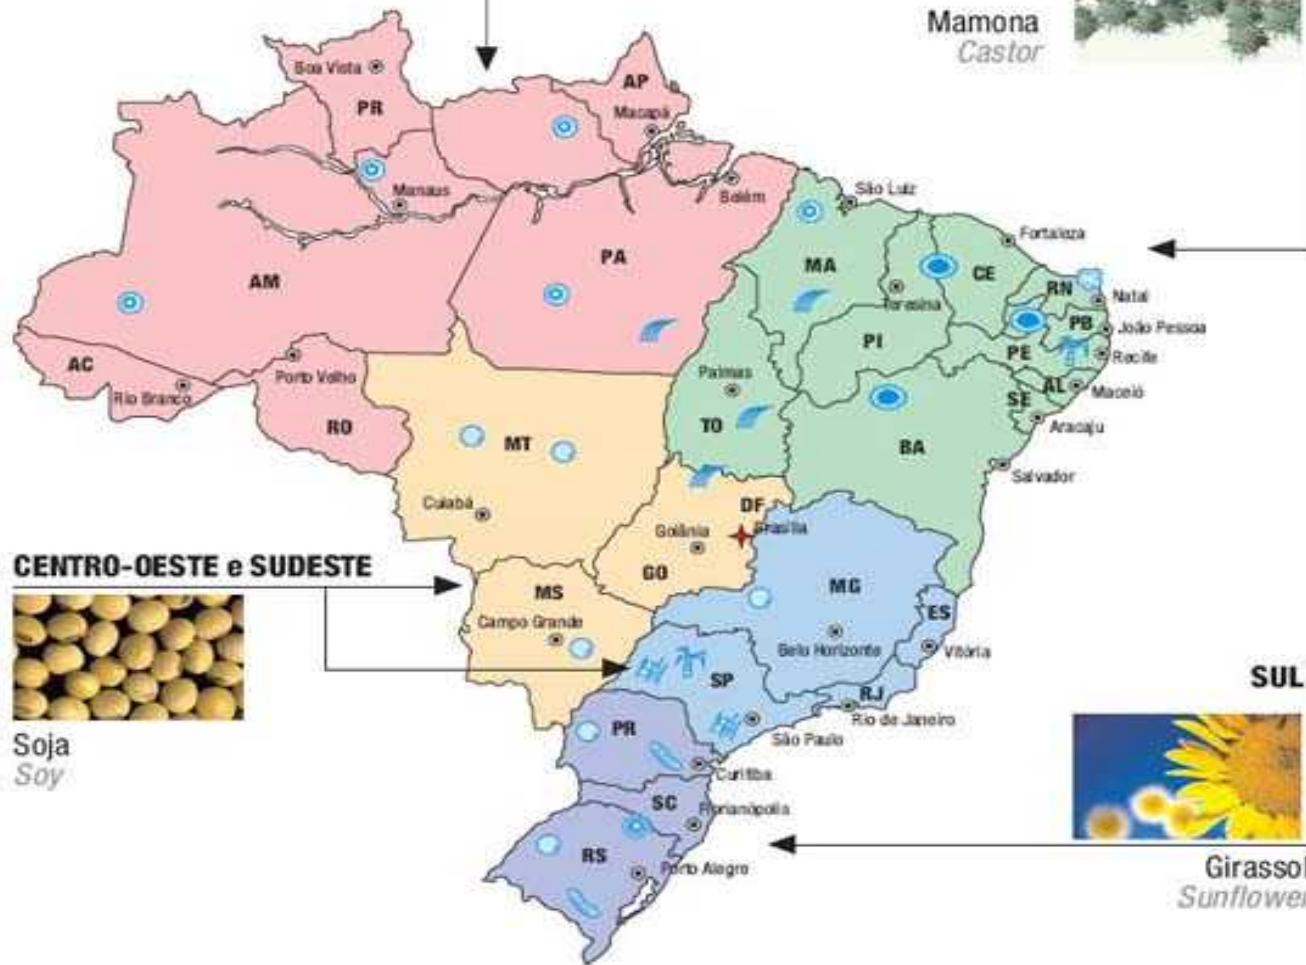 Mamona
Castor
Boa Vista
PR
AP
Macapá
Manaus
Belém
São Luiz
Fortaleza
AM
PA
MA
CE
Teresina
RN
Natal
PB
João Pessoa
PI
PE
Recife
AC
Rio Branco
Porto Velho
RO
Palmas
TO
AL
Maceió
SE
Aracaju
BA
Salvador
MT
Cuiabá
DF
Brasília
Goiânia
GO
CENTRO-OESTE e SUDESTE
MS
Campo Grande
MG
ES
Belo Horizonte
Vitória
SP
RJ
Rio de Janeiro
São Paulo
SUL
Soja
Soy
PR
Curitiba
SC
Florianópolis
RS
Porto Alegre
Girassol
Sunflower